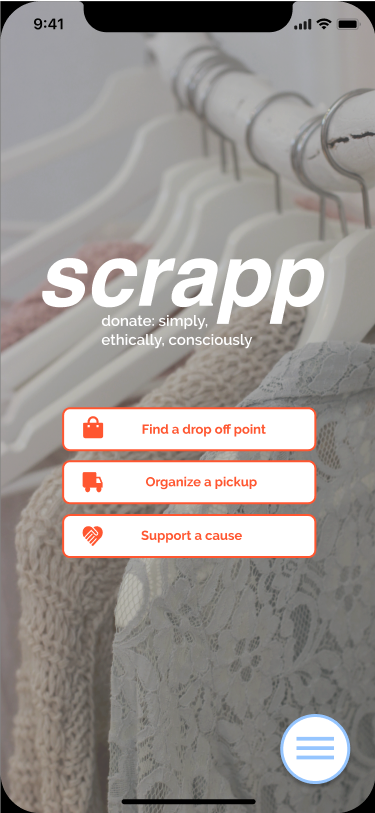 9:41
scrapp
donate: simply,
ethically, consciously
Find a drop off point
Organize a pickup
Support a cause